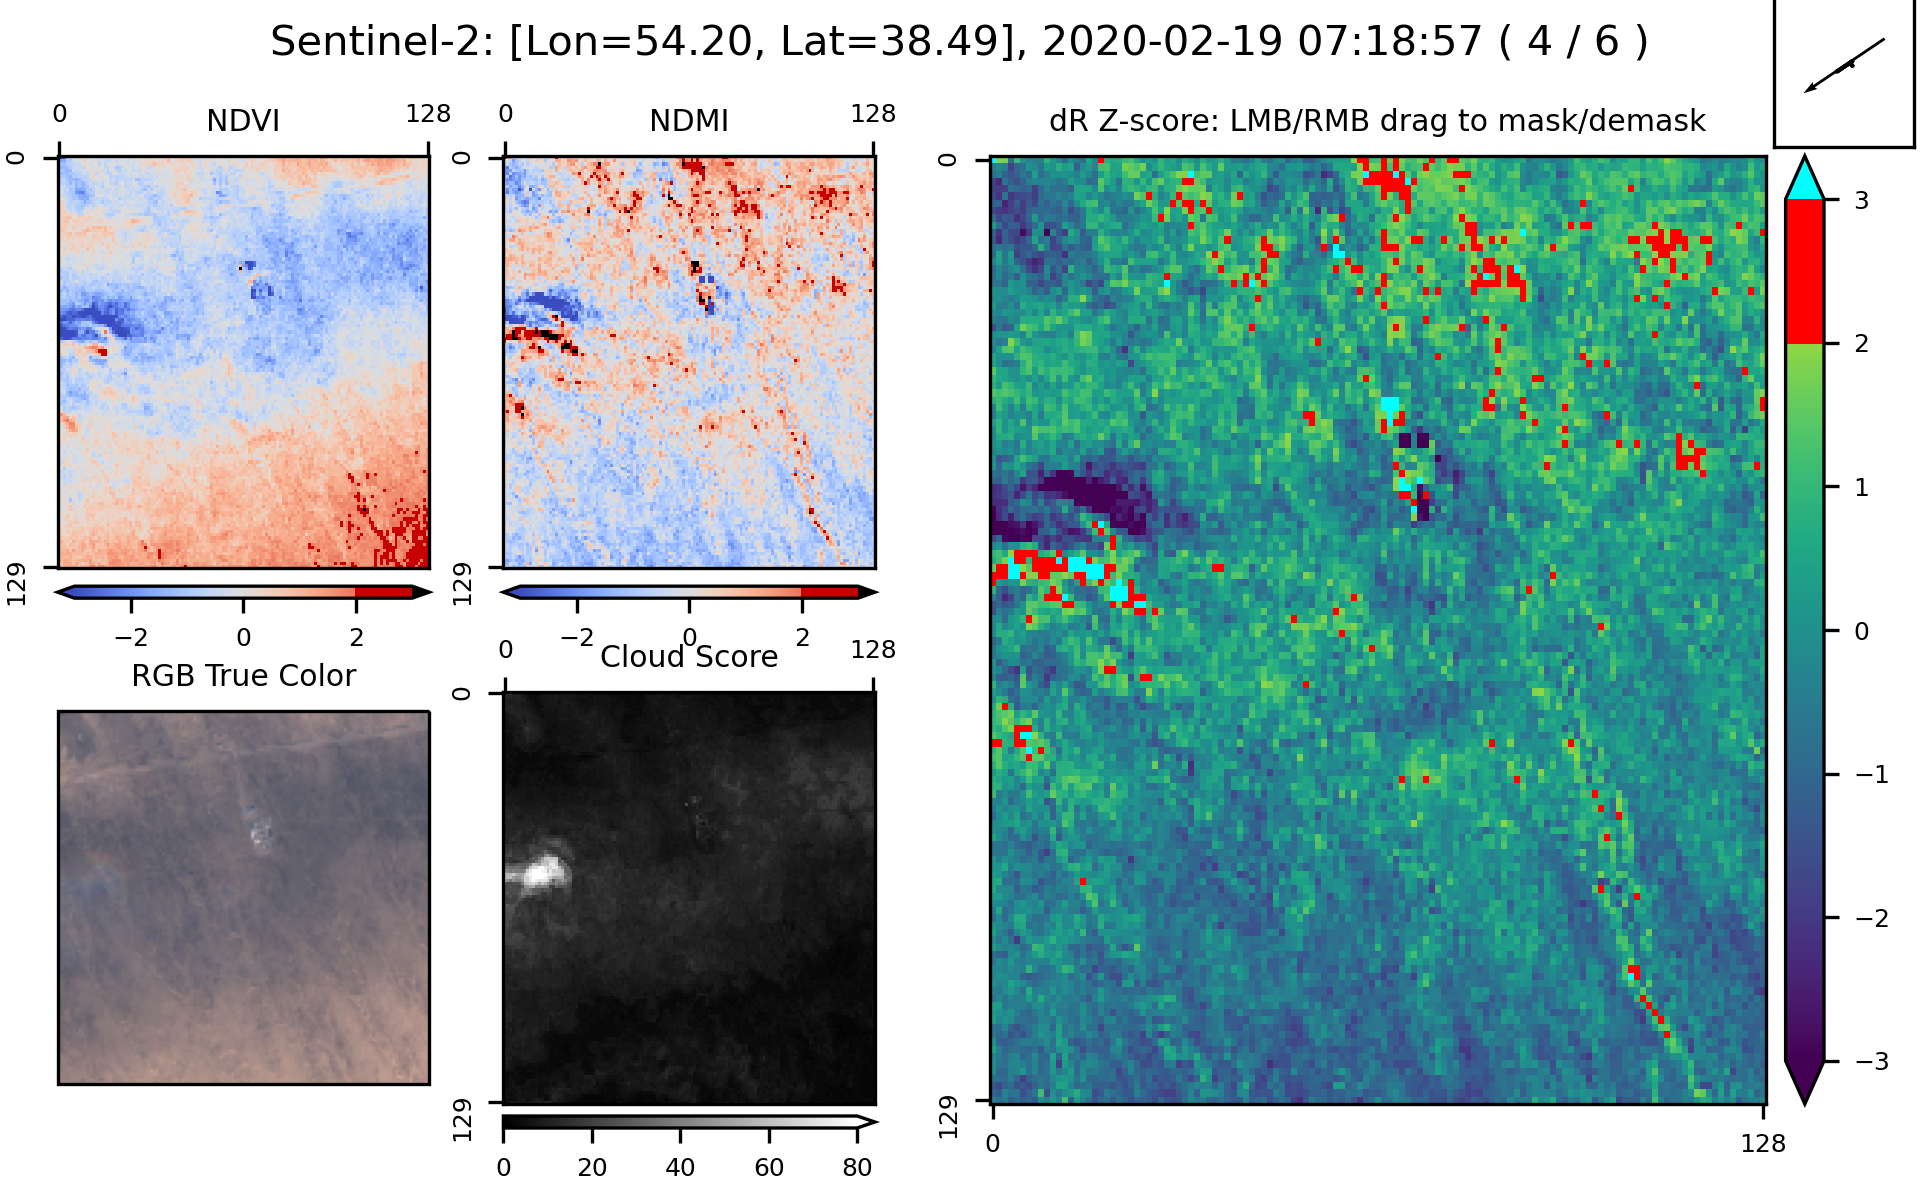 Sentinel-2: [Lon=54.20, Lat=38.49], 2020-02-19 07:18:57 ( 4 / 6 )
0 NDVI 128
0
129
−2 0 2
0 NDMI 128
0
129
−2 0 2
dR Z-score: LMB/RMB drag to mask/demask
0
129
0 128
3
2
1
0
−1
−2
−3
RGB True Color
0 Cloud Score 128
0
129
0 20 40 60 80